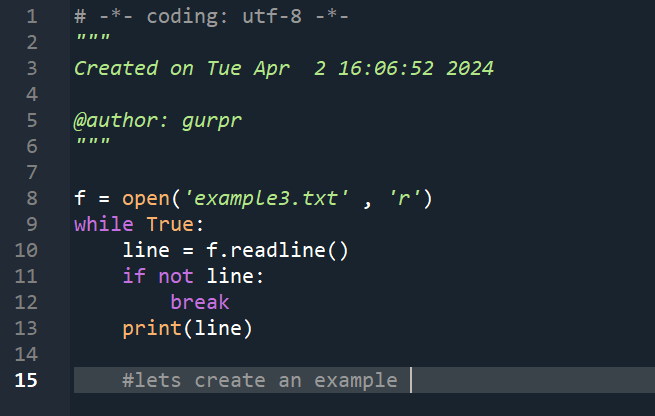 1 # -*- coding: utf-8 -*-
2 """
3 Created on Tue Apr  2 16:06:52 2024
4
5 @author: gurpr
6 """
7
8 f = open('example3.txt' , 'r')
9 while True:
10     line = f.readline()
11     if not line:
12         break
13     print(line)
14
15     #lets create an example